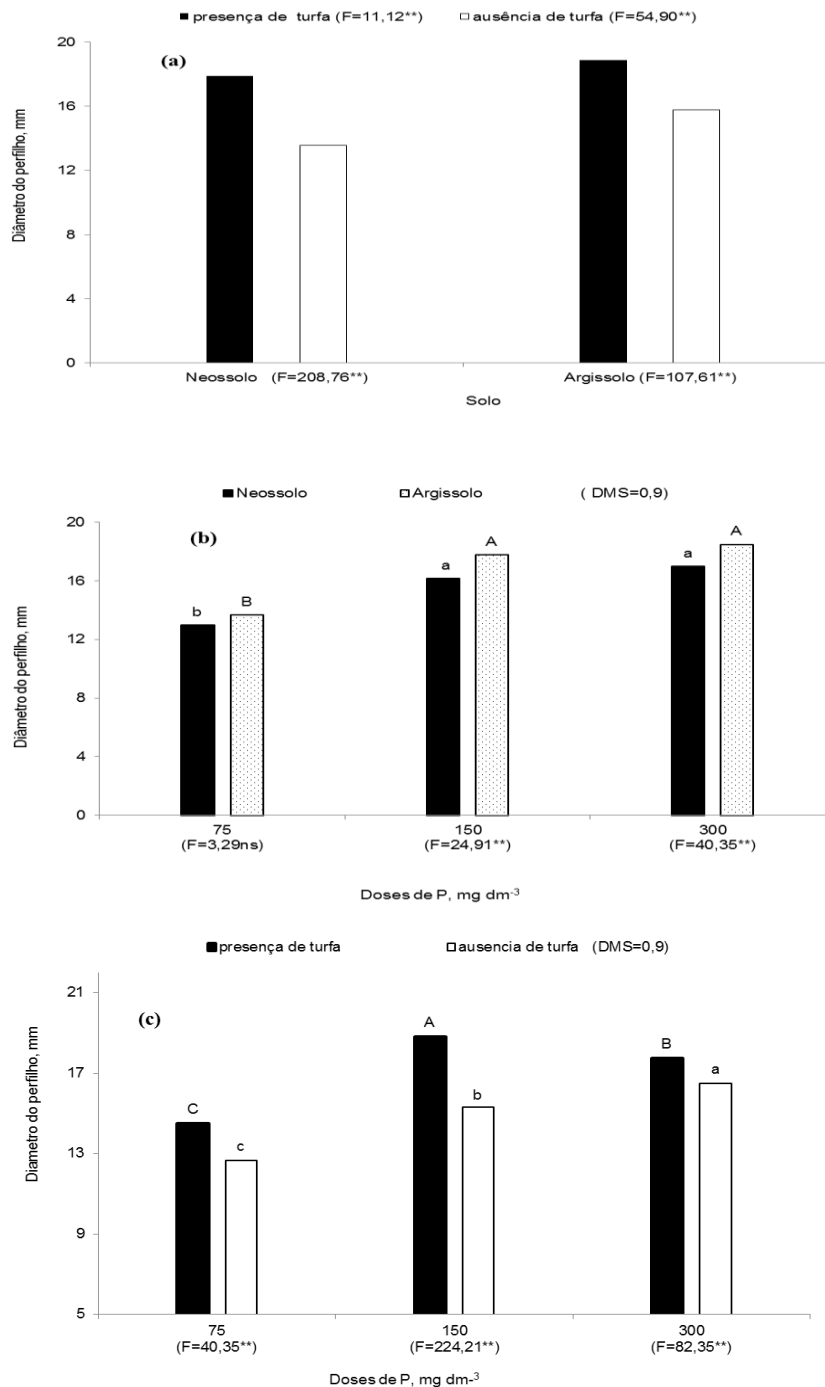 ■ presença de turfa (F=11,12**) □ ausência de turfa (F=54,90**)
(a)
Diâmetro do perfilho, mm
20
16
12
8
4
0
Neossolo (F=208,76**) Argissolo (F=107,61**)
Solo
■ Neossolo □ Argissolo ( DMS=0,9)
(b)
Diâmetro do perfilho, mm
20
16
12
8
4
0
b B a A a A
75 150 300
(F=3,29ns) (F=24,91**) (F=40,35**)
Doses de P, mg dm-3
■ presença de turfa □ ausencia de turfa (DMS=0,9)
(c)
Diametro do perfilho, mm
21
17
13
9
5
C c A b B a
75 150 300
(F=40,35**) (F=224,21**) (F=82,35**)
Doses de P, mg dm-3